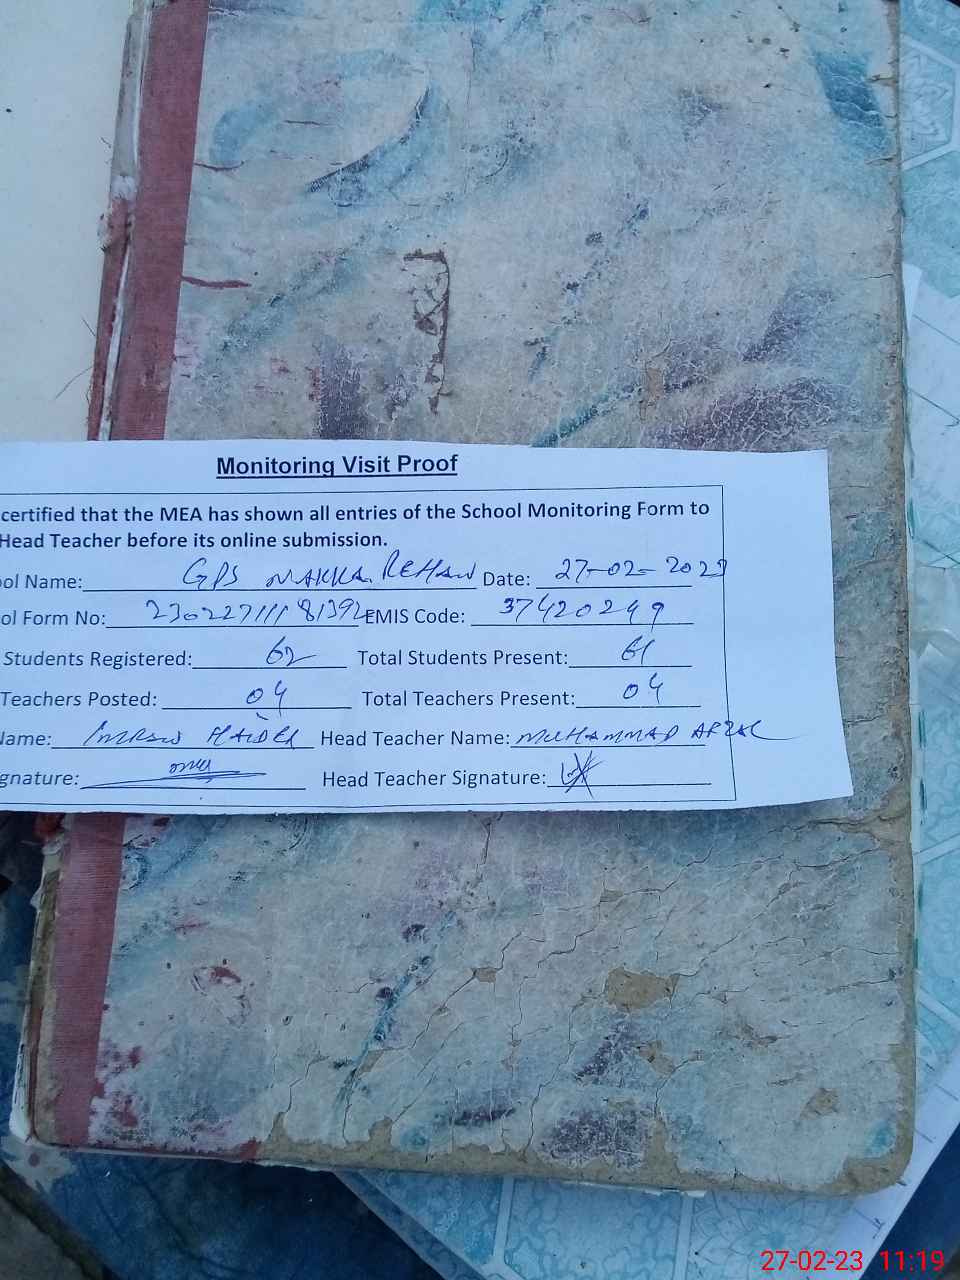 Monitoring Visit Proof
certified that the MEA has shown all entries of the School Monitoring Form to
Head Teacher before its online submission.
ool Name: GPS MAKKA REHAN Date: 27-02-2023
ol Form No: 23022711181392 EMIS Code: 37420249
Students Registered: 62 Total Students Present: 61
Teachers Posted: 04 Total Teachers Present: 04
Name: IMRAN HAIDER Head Teacher Name: MUHAMMAD AFZAL
gnature: Head Teacher Signature:
27-02-23 11:19